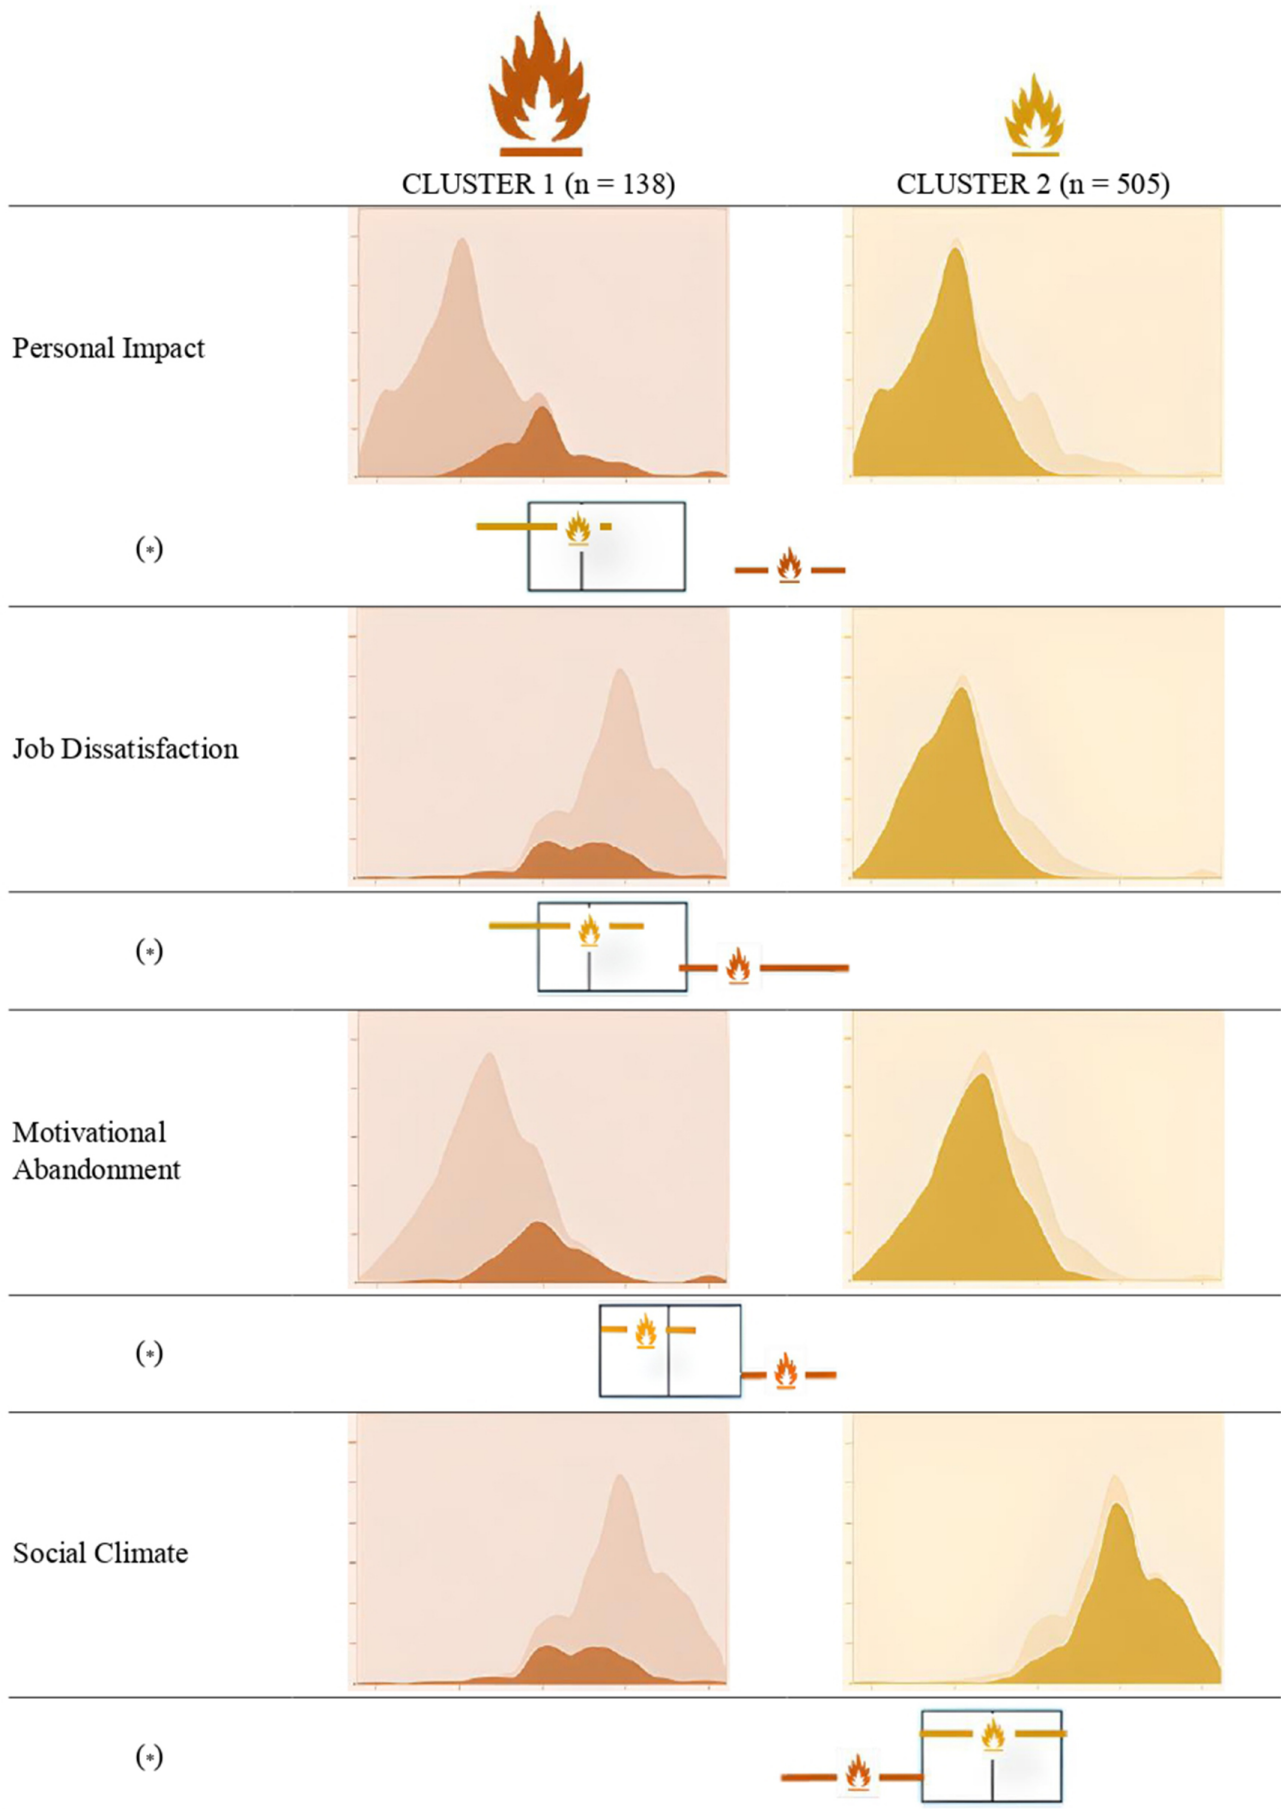 CLUSTER 1 (n = 138)
CLUSTER 2 (n = 505)
Personal Impact
(*)
Job Dissatisfaction
(*)
Motivational
Abandonment
(*)
Social Climate
(*)